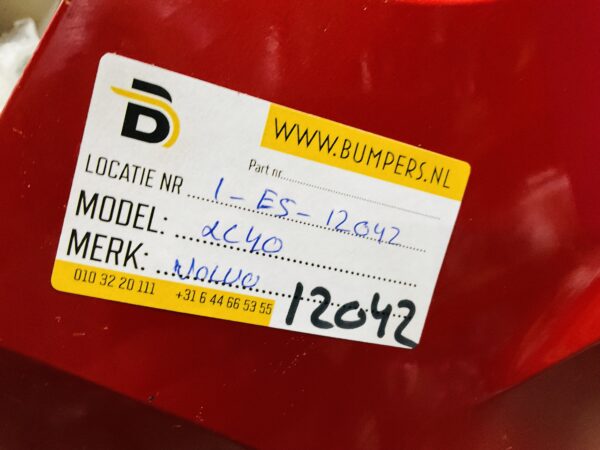 WWW.BUMPERS.NL
Part nr
LOCATIE NR 1-ES-12042
MODEL: XC40
MERK: Volvo
010 32 20 111 +31 6 44 66 53 55
12042